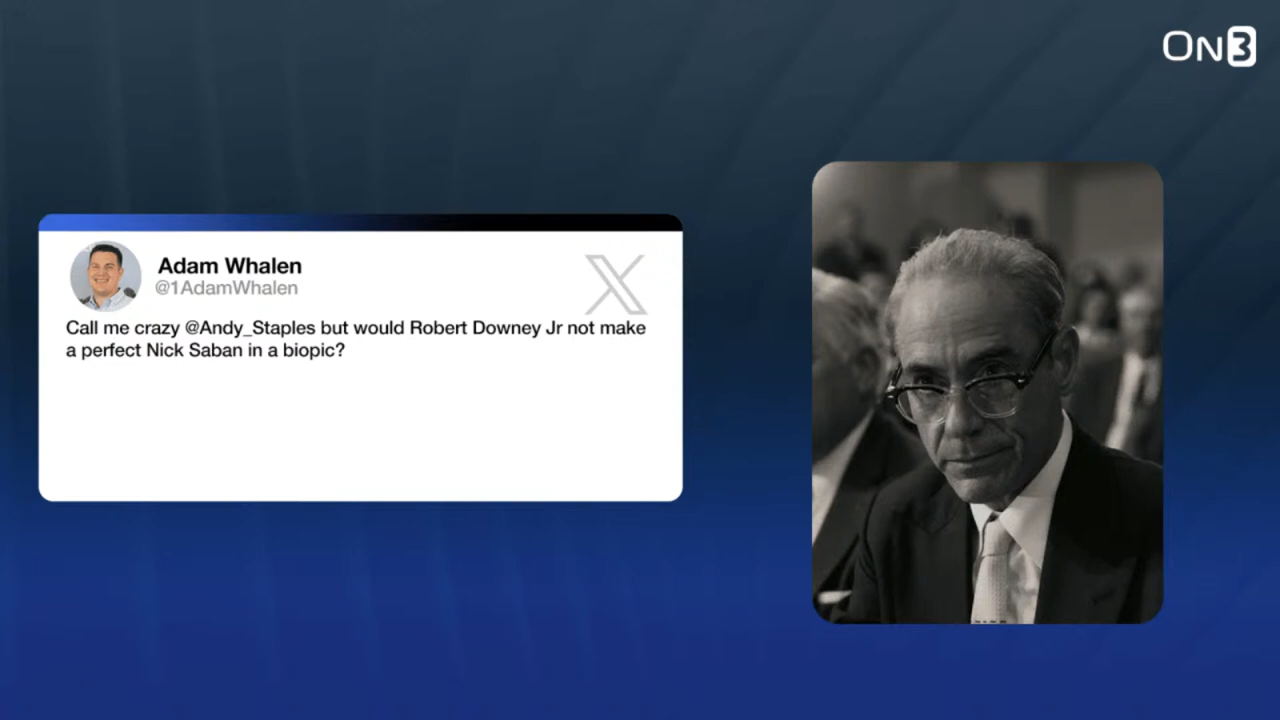 ON3
Adam Whalen
@1AdamWhalen
Call me crazy @Andy_Staples but would Robert Downey Jr not make
a perfect Nick Saban in a biopic?